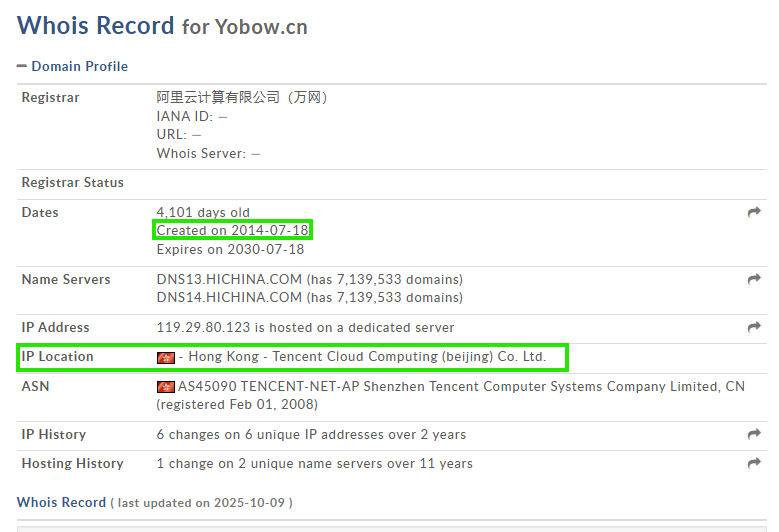 Whois Record for Yobow.cn
— Domain Profile
Registrar 阿里云计算有限公司（万网）
IANA ID: —
URL: —
Whois Server: —
Registrar Status
Dates 4,101 days old
Created on 2014-07-18
Expires on 2030-07-18
Name Servers DNS13.HICHINA.COM (has 7,139,533 domains)
DNS14.HICHINA.COM (has 7,139,533 domains)
IP Address 119.29.80.123 is hosted on a dedicated server
IP Location - Hong Kong - Tencent Cloud Computing (beijing) Co. Ltd.
ASN AS45090 TENCENT-NET-AP Shenzhen Tencent Computer Systems Company Limited, CN
(registered Feb 01, 2008)
IP History 6 changes on 6 unique IP addresses over 2 years
Hosting History 1 change on 2 unique name servers over 11 years
Whois Record ( last updated on 2025-10-09 )